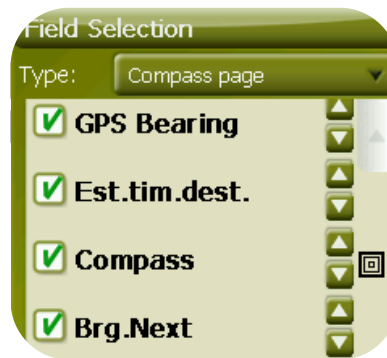 Field Selection
Type: Compass page
GPS Bearing
Est.tim.dest.
Compass
Brg.Next